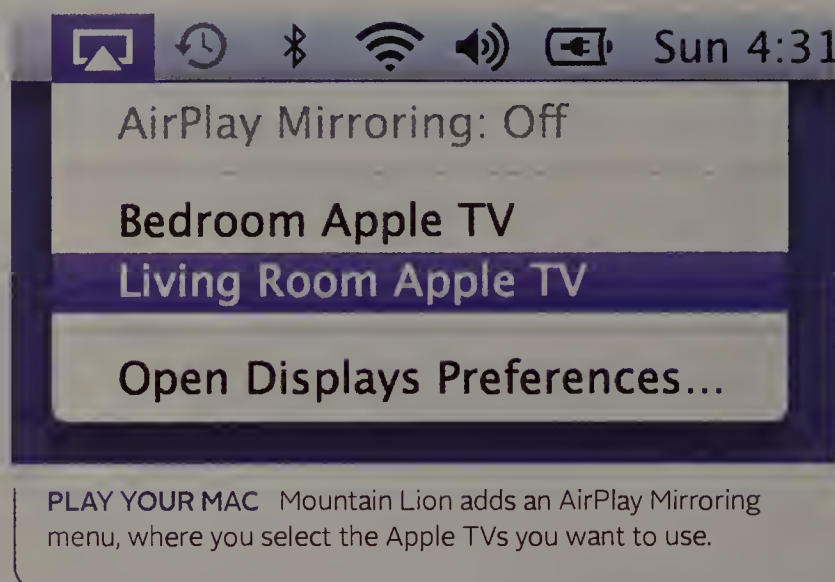 Sun 4:31
AirPlay Mirroring: Off
Bedroom Apple TV
Living Room Apple TV
Open Displays Preferences...
PLAY YOUR MAC Mountain Lion adds an AirPlay Mirroring
menu, where you select the Apple TVs you want to use.